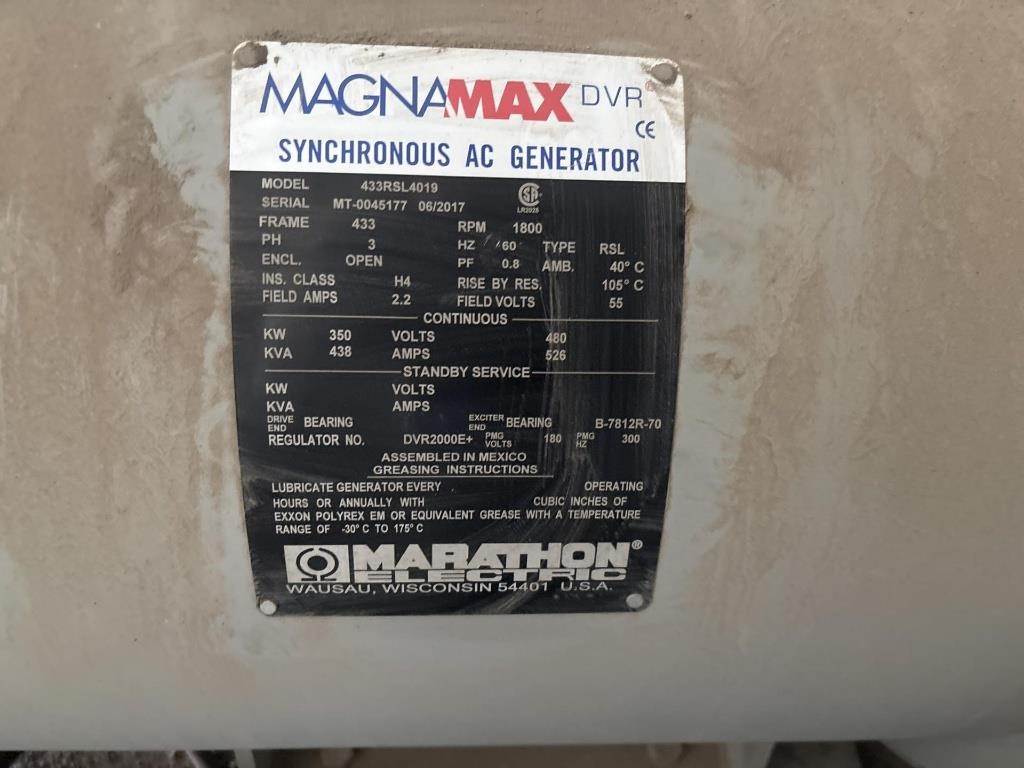 MAGNAMAX DVR®
CE
SYNCHRONOUS AC GENERATOR
MODEL 433RSL4019
SERIAL MT-0045177 06/2017
SA
LR2025
FRAME 433 RPM 1800
PH 3 HZ 60 TYPE RSL
ENCL. OPEN PF 0.8 AMB. 40° C
INS. CLASS H4 RISE BY RES. 105° C
FIELD AMPS 2.2 FIELD VOLTS 55
CONTINUOUS
KW 350 VOLTS 480
KVA 438 AMPS 526
STANDBY SERVICE
KW VOLTS
KVA AMPS
DRIVE END BEARING EXCITER END BEARING B-7812R-70
REGULATOR NO. DVR2000E+ PMG VOLTS 180 PMG HZ 300
ASSEMBLED IN MEXICO
GREASING INSTRUCTIONS
LUBRICATE GENERATOR EVERY OPERATING
HOURS OR ANNUALLY WITH CUBIC INCHES OF
EXXON POLYREX EM OR EQUIVALENT GREASE WITH A TEMPERATURE
RANGE OF -30° C TO 175° C
MARATHON®
ELECTRIC
WAUSAU, WISCONSIN 54401 U.S.A.